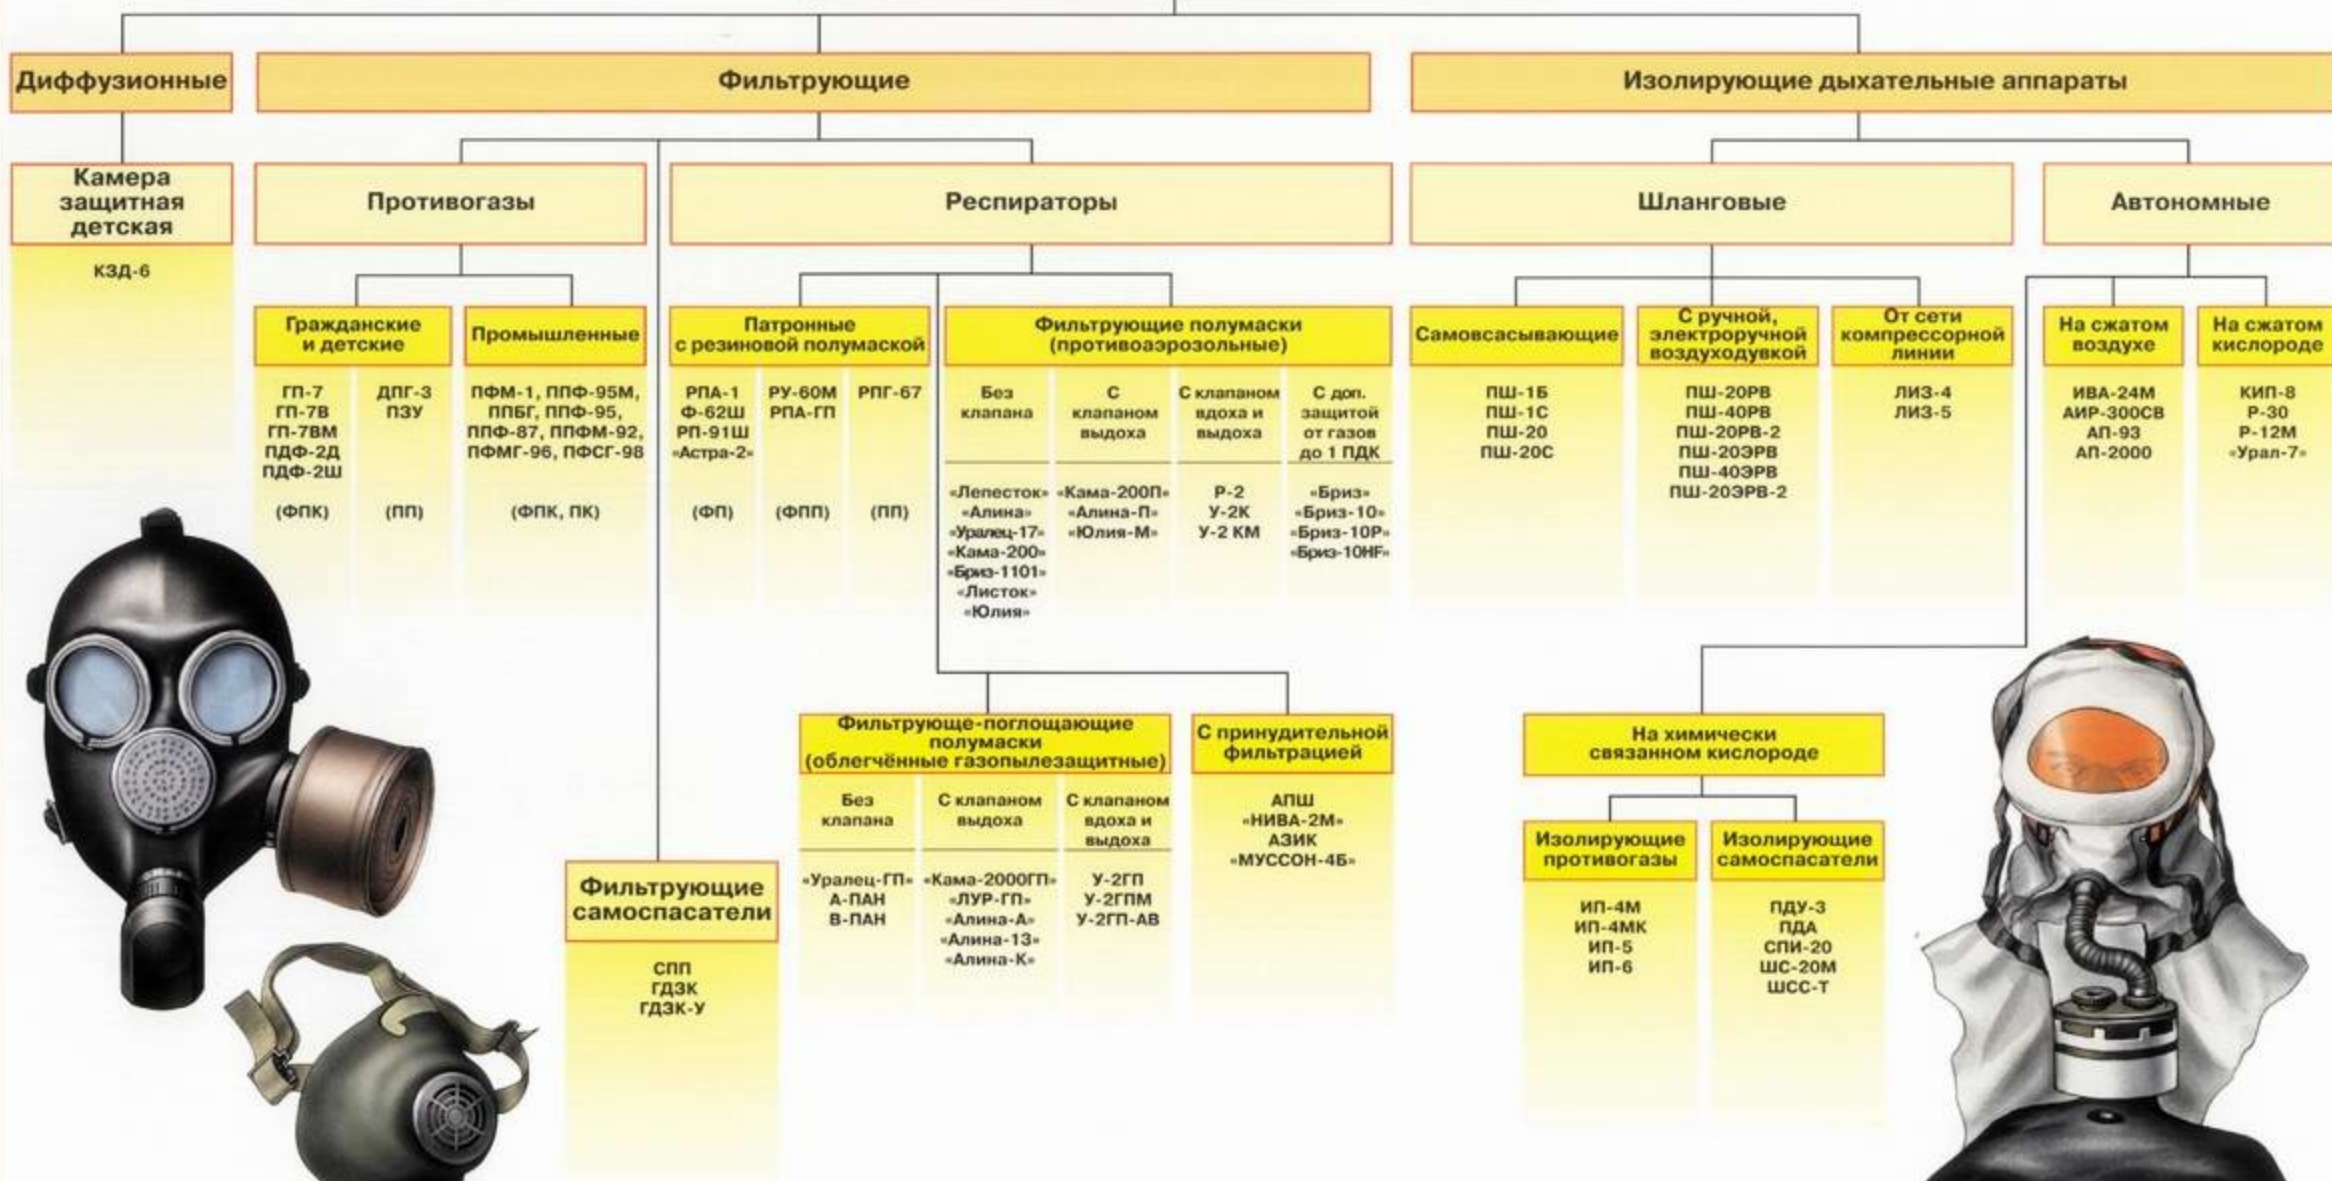 Диффузионные
Фильтрующие
Изолирующие дыхательные аппараты
Камера
защитная
детская
Противогазы
Респираторы
Шланговые
Автономные
КЗД-6
Гражданские
и детские
Промышленные
Патронные
с резиновой полумаской
Фильтрующие полумаски
(противоаэрозольные)
Самовсасывающие
С ручной,
электроручной
воздуходувкой
От сети
компрессорной
линии
На сжатом
воздухе
На сжатом
кислороде
ГП-7
ГП-7В
ГП-7ВМ
ПДФ-2Д
ПДФ-2Ш
(ФПК)
ДПГ-3
ПЗУ
(ПП)
ПФМ-1, ППФ-95М,
ППБГ, ППФ-95,
ППФ-87, ППФМ-92,
ПФМГ-96, ПФСГ-98
(ФПК, ПК)
РПА-1
Ф-62Ш
РП-91Ш
«Астра-2»
(ФП)
РУ-60М
РПА-ГП
(ФПП)
РПГ-67
(ПП)
Без
клапана
«Лепесток»
«Алина»
«Уралец-17»
«Кама-200»
«Бриз-1101»
«Листок»
«Юлия»
С
клапаном
выдоха
«Кама-200П»
«Алина-П»
«Юлия-М»
С клапаном
вдоха и
выдоха
Р-2
У-2К
У-2 КМ
С доп.
защитой
от газов
до 1 ПДК
«Бриз»
«Бриз-10»
«Бриз-10Р»
«Бриз-10НF»
ПШ-1Б
ПШ-1С
ПШ-20
ПШ-20С
ПШ-20РВ
ПШ-40РВ
ПШ-20РВ-2
ПШ-20ЭРВ
ПШ-40ЭРВ
ПШ-20ЭРВ-2
ЛИЗ-4
ЛИЗ-5
ИВА-24М
АИР-300СВ
АП-93
АП-2000
КИП-8
Р-30
Р-12М
«Урал-7»
Фильтрующе-поглощающие
полумаски
(облегчённые газопылезащитные)
С принудительной
фильтрацией
На химически
связанном кислороде
Без
клапана
«Уралец-ГП»
А-ПАН
В-ПАН
С клапаном
выдоха
«Кама-2000ГП»
«ЛУР-ГП»
«Алина-А»
«Алина-13»
«Алина-К»
С клапаном
вдоха и
выдоха
У-2ГП
У-2ГПМ
У-2ГП-АВ
АПШ
«НИВА-2М»
АЗИК
«МУССОН-4Б»
Фильтрующие
самоспасатели
СПП
ГДЗК
ГДЗК-У
Изолирующие
противогазы
ИП-4М
ИП-4МК
ИП-5
ИП-6
Изолирующие
самоспасатели
ПДУ-3
ПДА
СПИ-20
ШС-20М
ШСС-Т